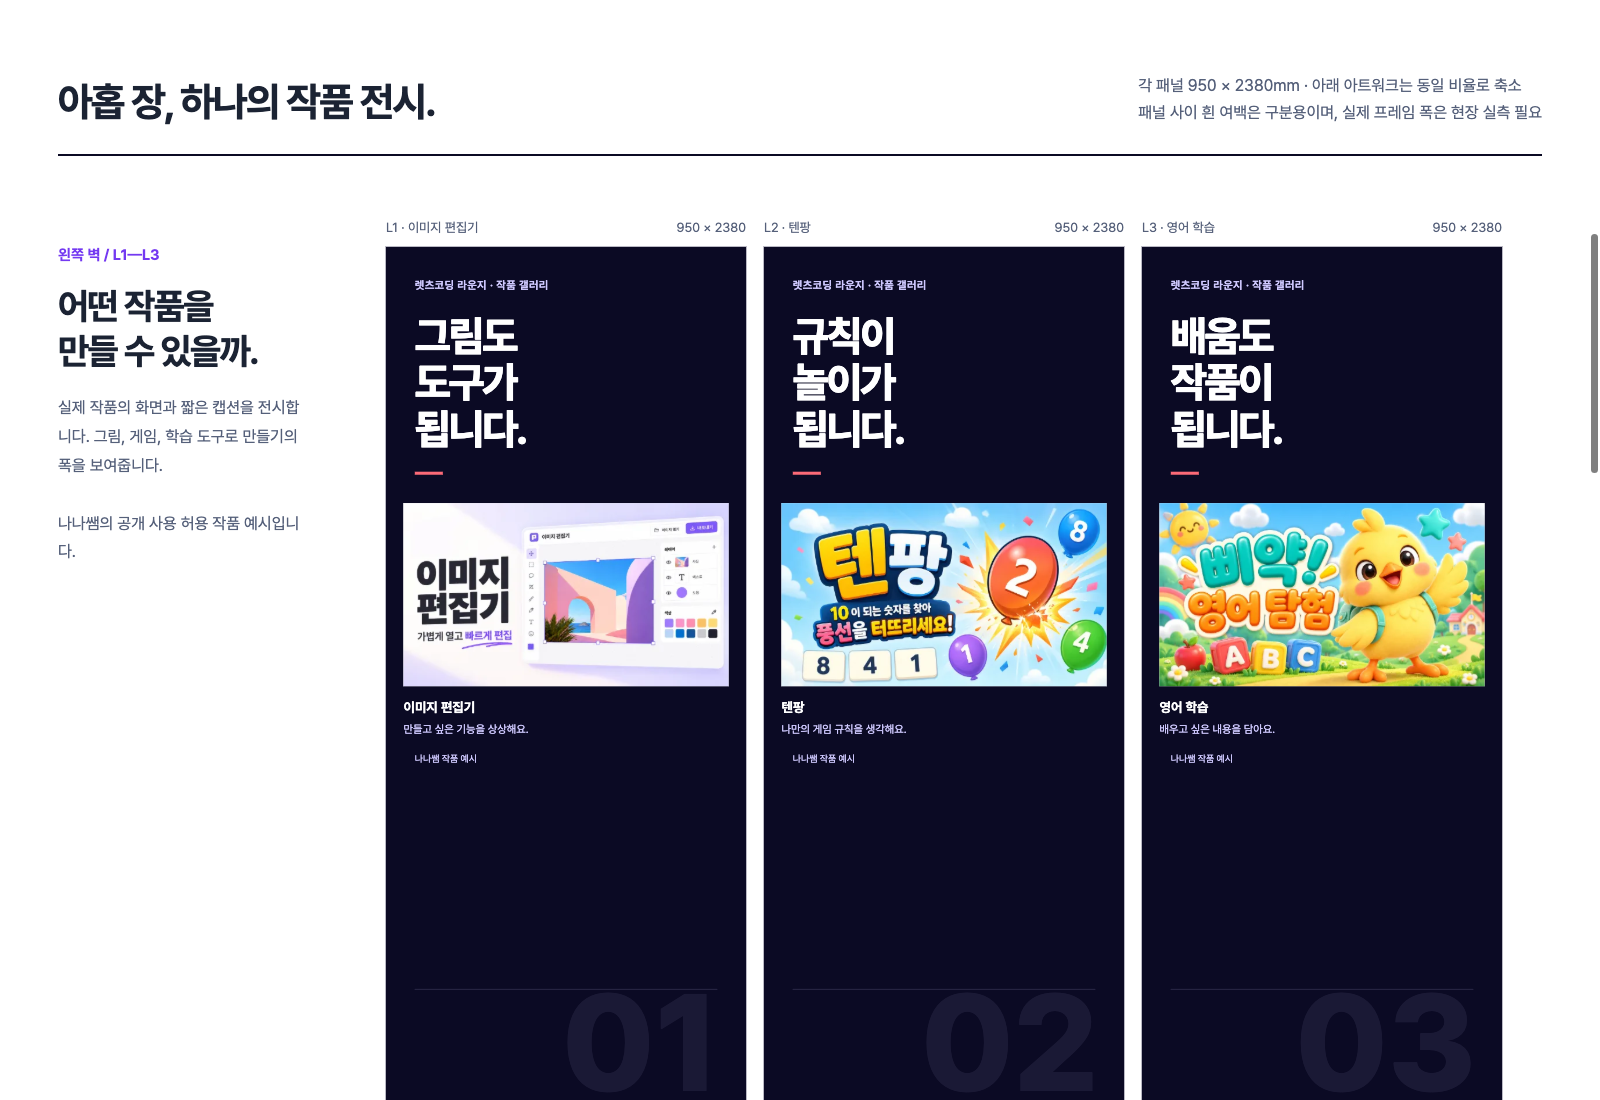 아홉 장, 하나의 작품 전시.
각 패널 950 × 2380mm · 아래 아트워크는 동일 비율로 축소
패널 사이 흰 여백은 구분용이며, 실제 프레임 폭은 현장 실측 필요
왼쪽 벽 / L1—L3
어떤 작품을
만들 수 있을까.
실제 작품의 화면과 짧은 캡션을 전시합
니다. 그림, 게임, 학습 도구로 만들기의
폭을 보여줍니다.
나나쌤의 공개 사용 허용 작품 예시입니
다.
L1 · 이미지 편집기
950 × 2380
렛츠코딩 라운지 · 작품 갤러리
그림도
도구가
됩니다.
이미지 편집기
이미지
편집기
가볍게 열고 빠르게 편집
이미지 편집기
만들고 싶은 기능을 상상해요.
나나쌤 작품 예시
01
L2 · 텐팡
950 × 2380
렛츠코딩 라운지 · 작품 갤러리
규칙이
놀이가
됩니다.
텐팡
10이 되는 숫자를 찾아
풍선을 터뜨리세요!
8 4 1
2
8
1
4
텐팡
나만의 게임 규칙을 생각해요.
나나쌤 작품 예시
02
L3 · 영어 학습
950 × 2380
렛츠코딩 라운지 · 작품 갤러리
배움도
작품이
됩니다.
삐약!
영어 탐험
A B C
영어 학습
배우고 싶은 내용을 담아요.
나나쌤 작품 예시
03